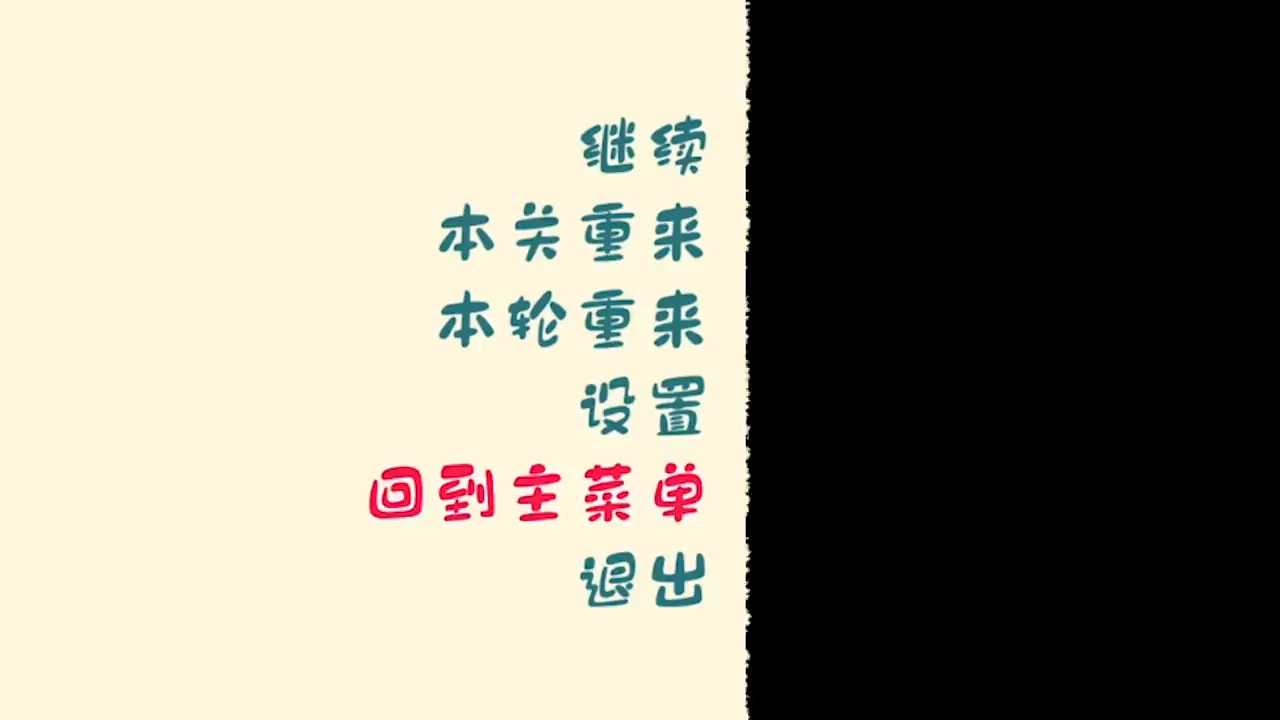 继续
本关重来
本轮重来
设置
回到主菜单
退出